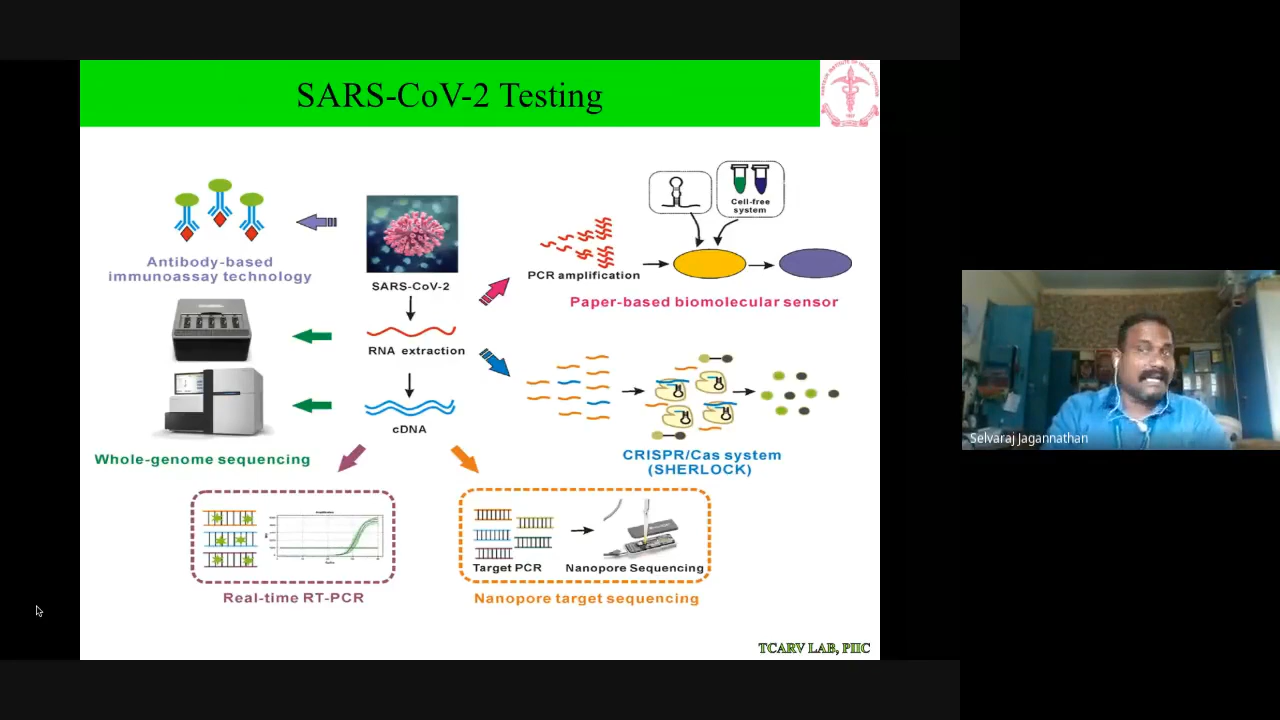 SARS-CoV-2 Testing
Cell-free
system
Antibody-based
immunoassay technology
SARS-CoV-2
PCR amplification
Paper-based biomolecular sensor
RNA extraction
cDNA
CRISPR/Cas system
(SHERLOCK)
Whole-genome sequencing
Target PCR
Nanopore Sequencing
Real-time RT-PCR
Nanopore target sequencing
TCARV LAB, PIIC
Selvaraj Jagannathan